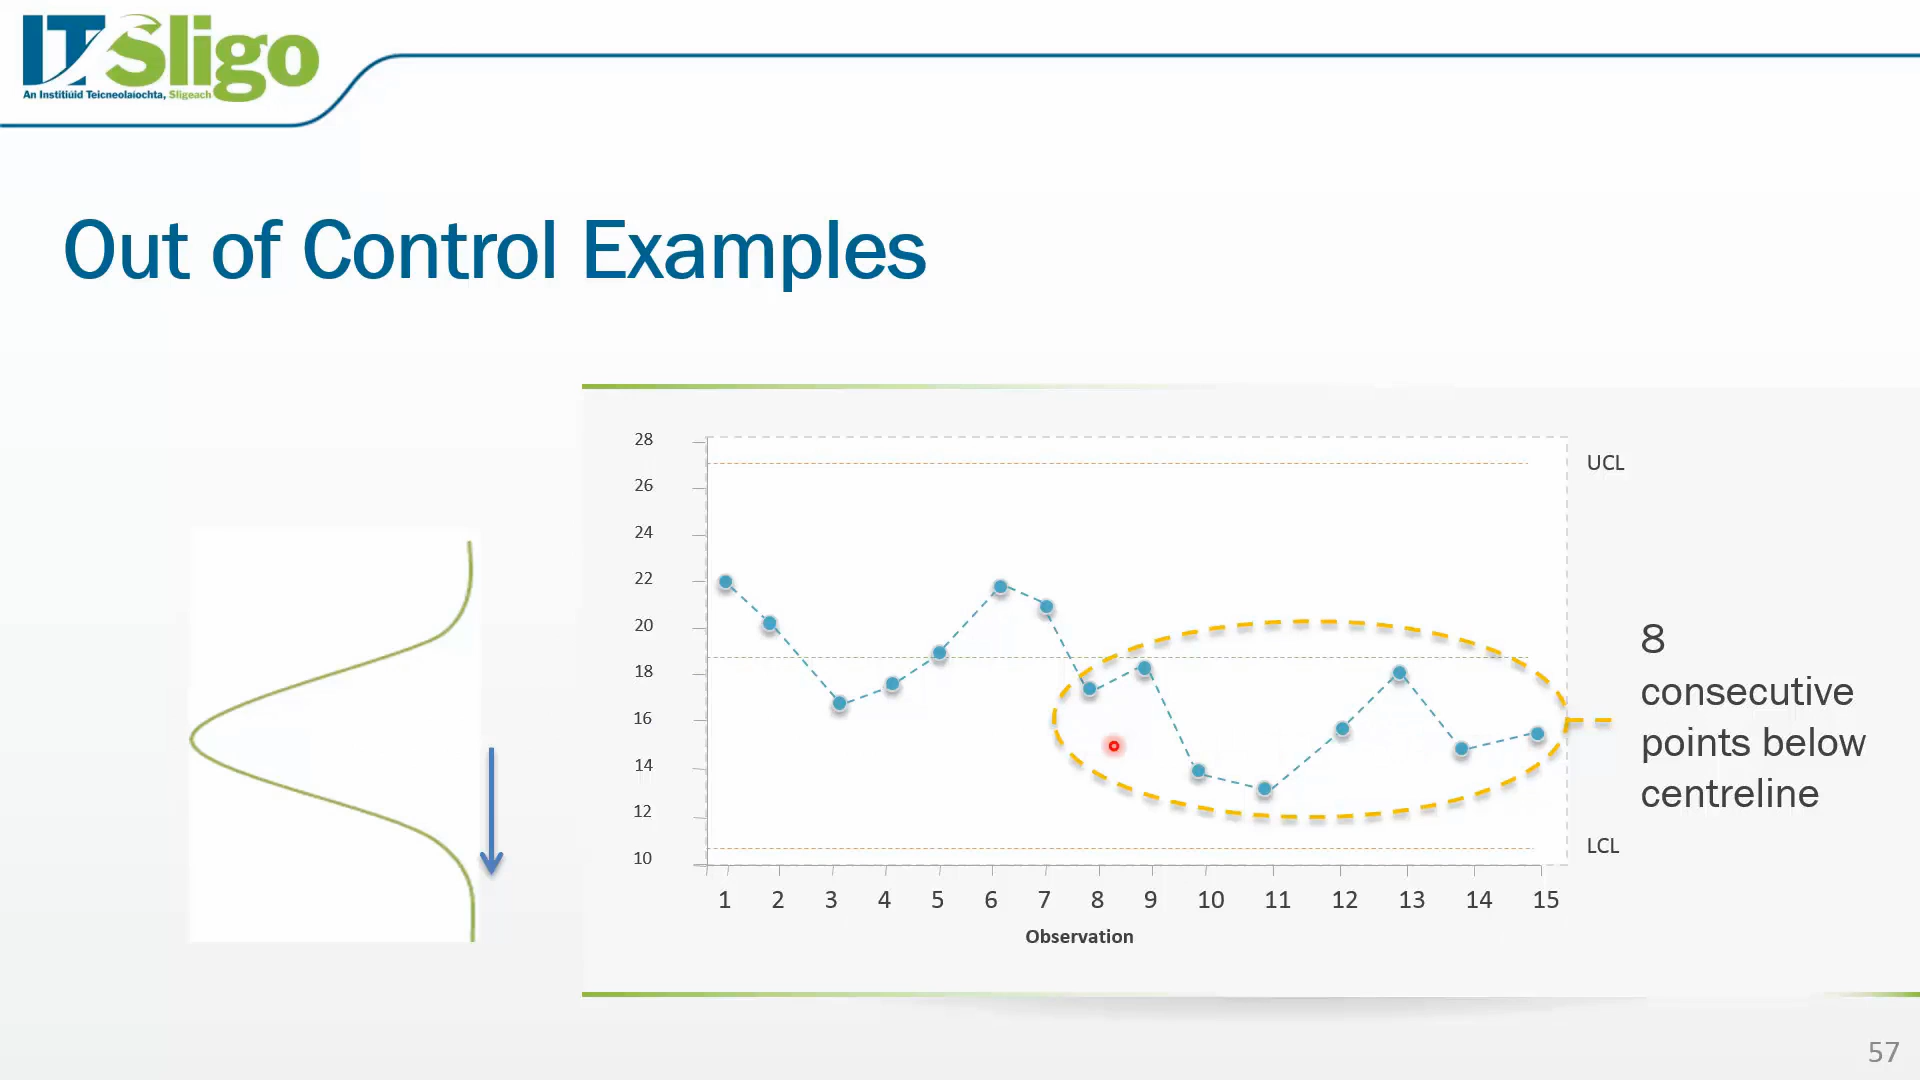 ITSligo
An Institiúid Teicneolaíochta, Sligeach
Out of Control Examples
28
26
24
22
20
18
16
14
12
10
UCL
LCL
1 2 3 4 5 6 7 8 9 10 11 12 13 14 15
Observation
8
consecutive
points below
centreline
57